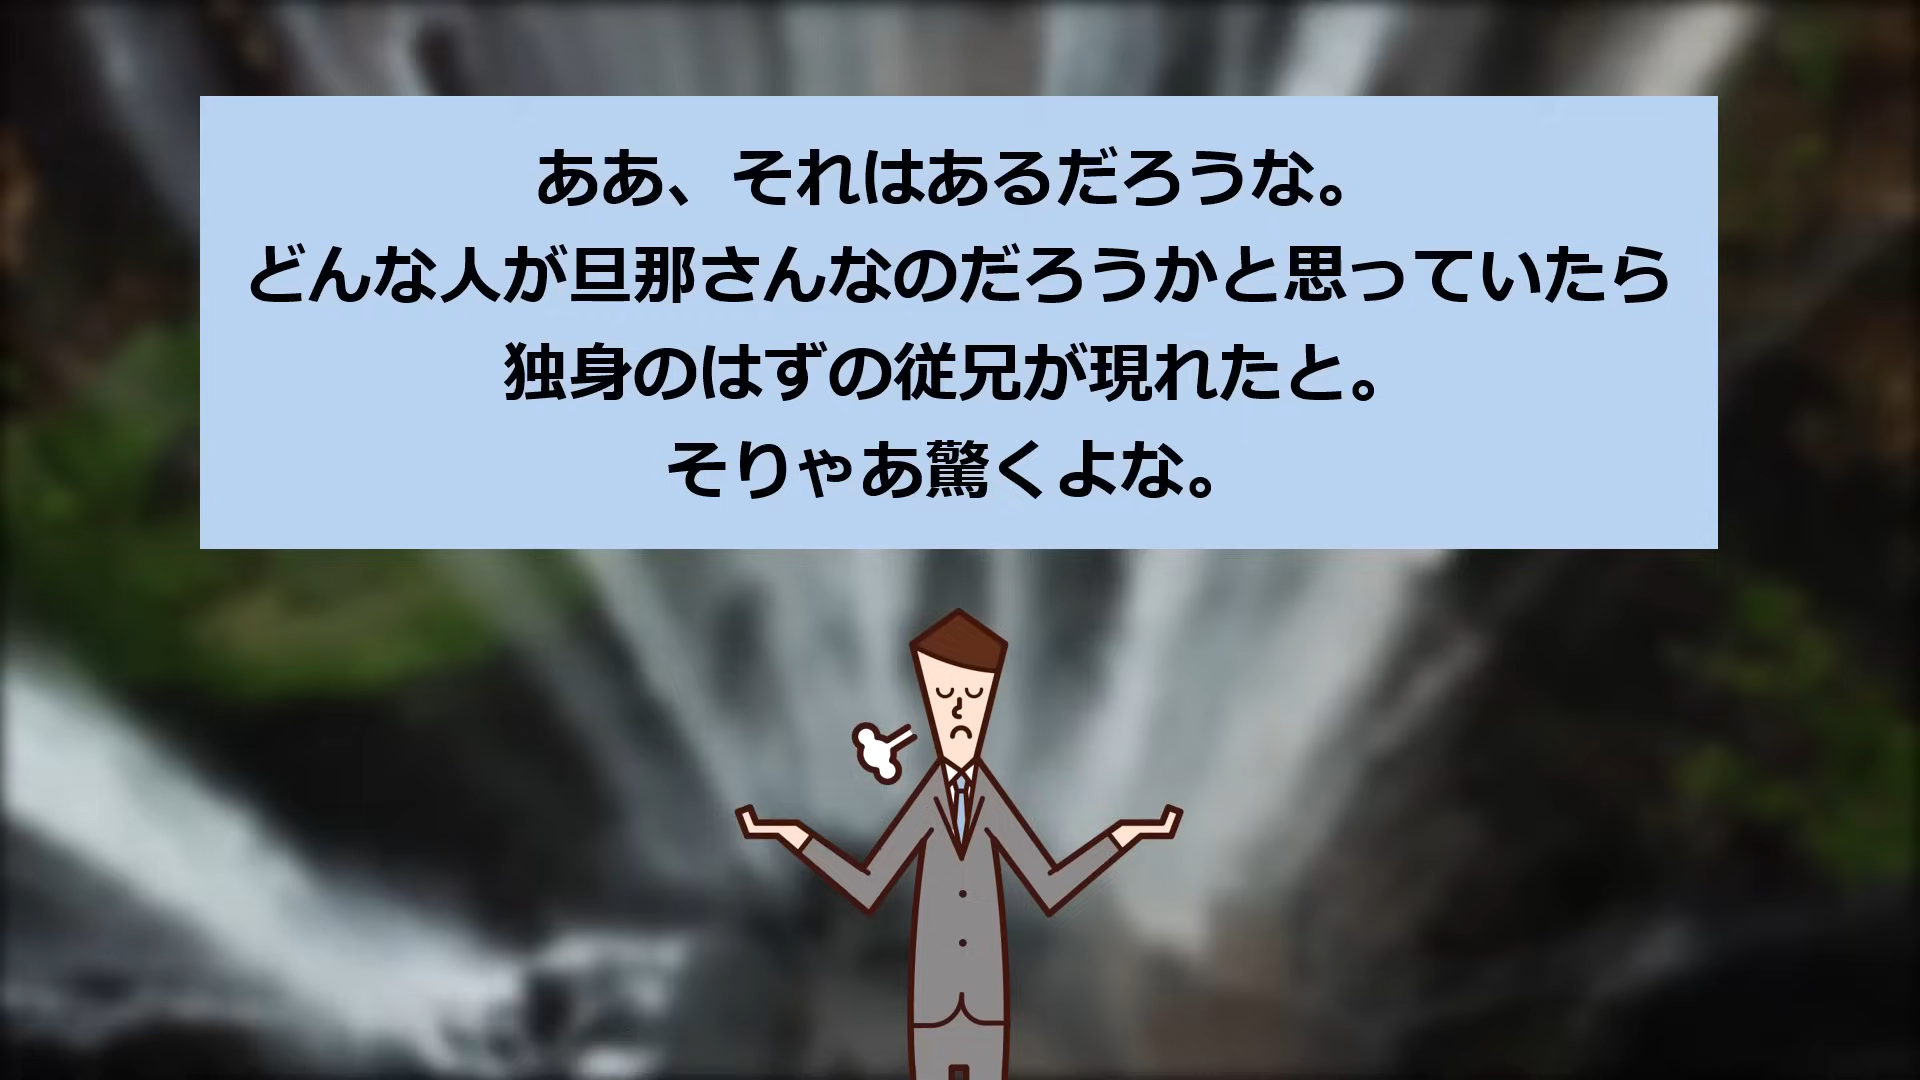 ああ、それはあるだろうな。
どんな人が旦那さんなのだろうかと思っていたら
独身のはずの従兄が現れたと。
そりゃあ驚くよな。